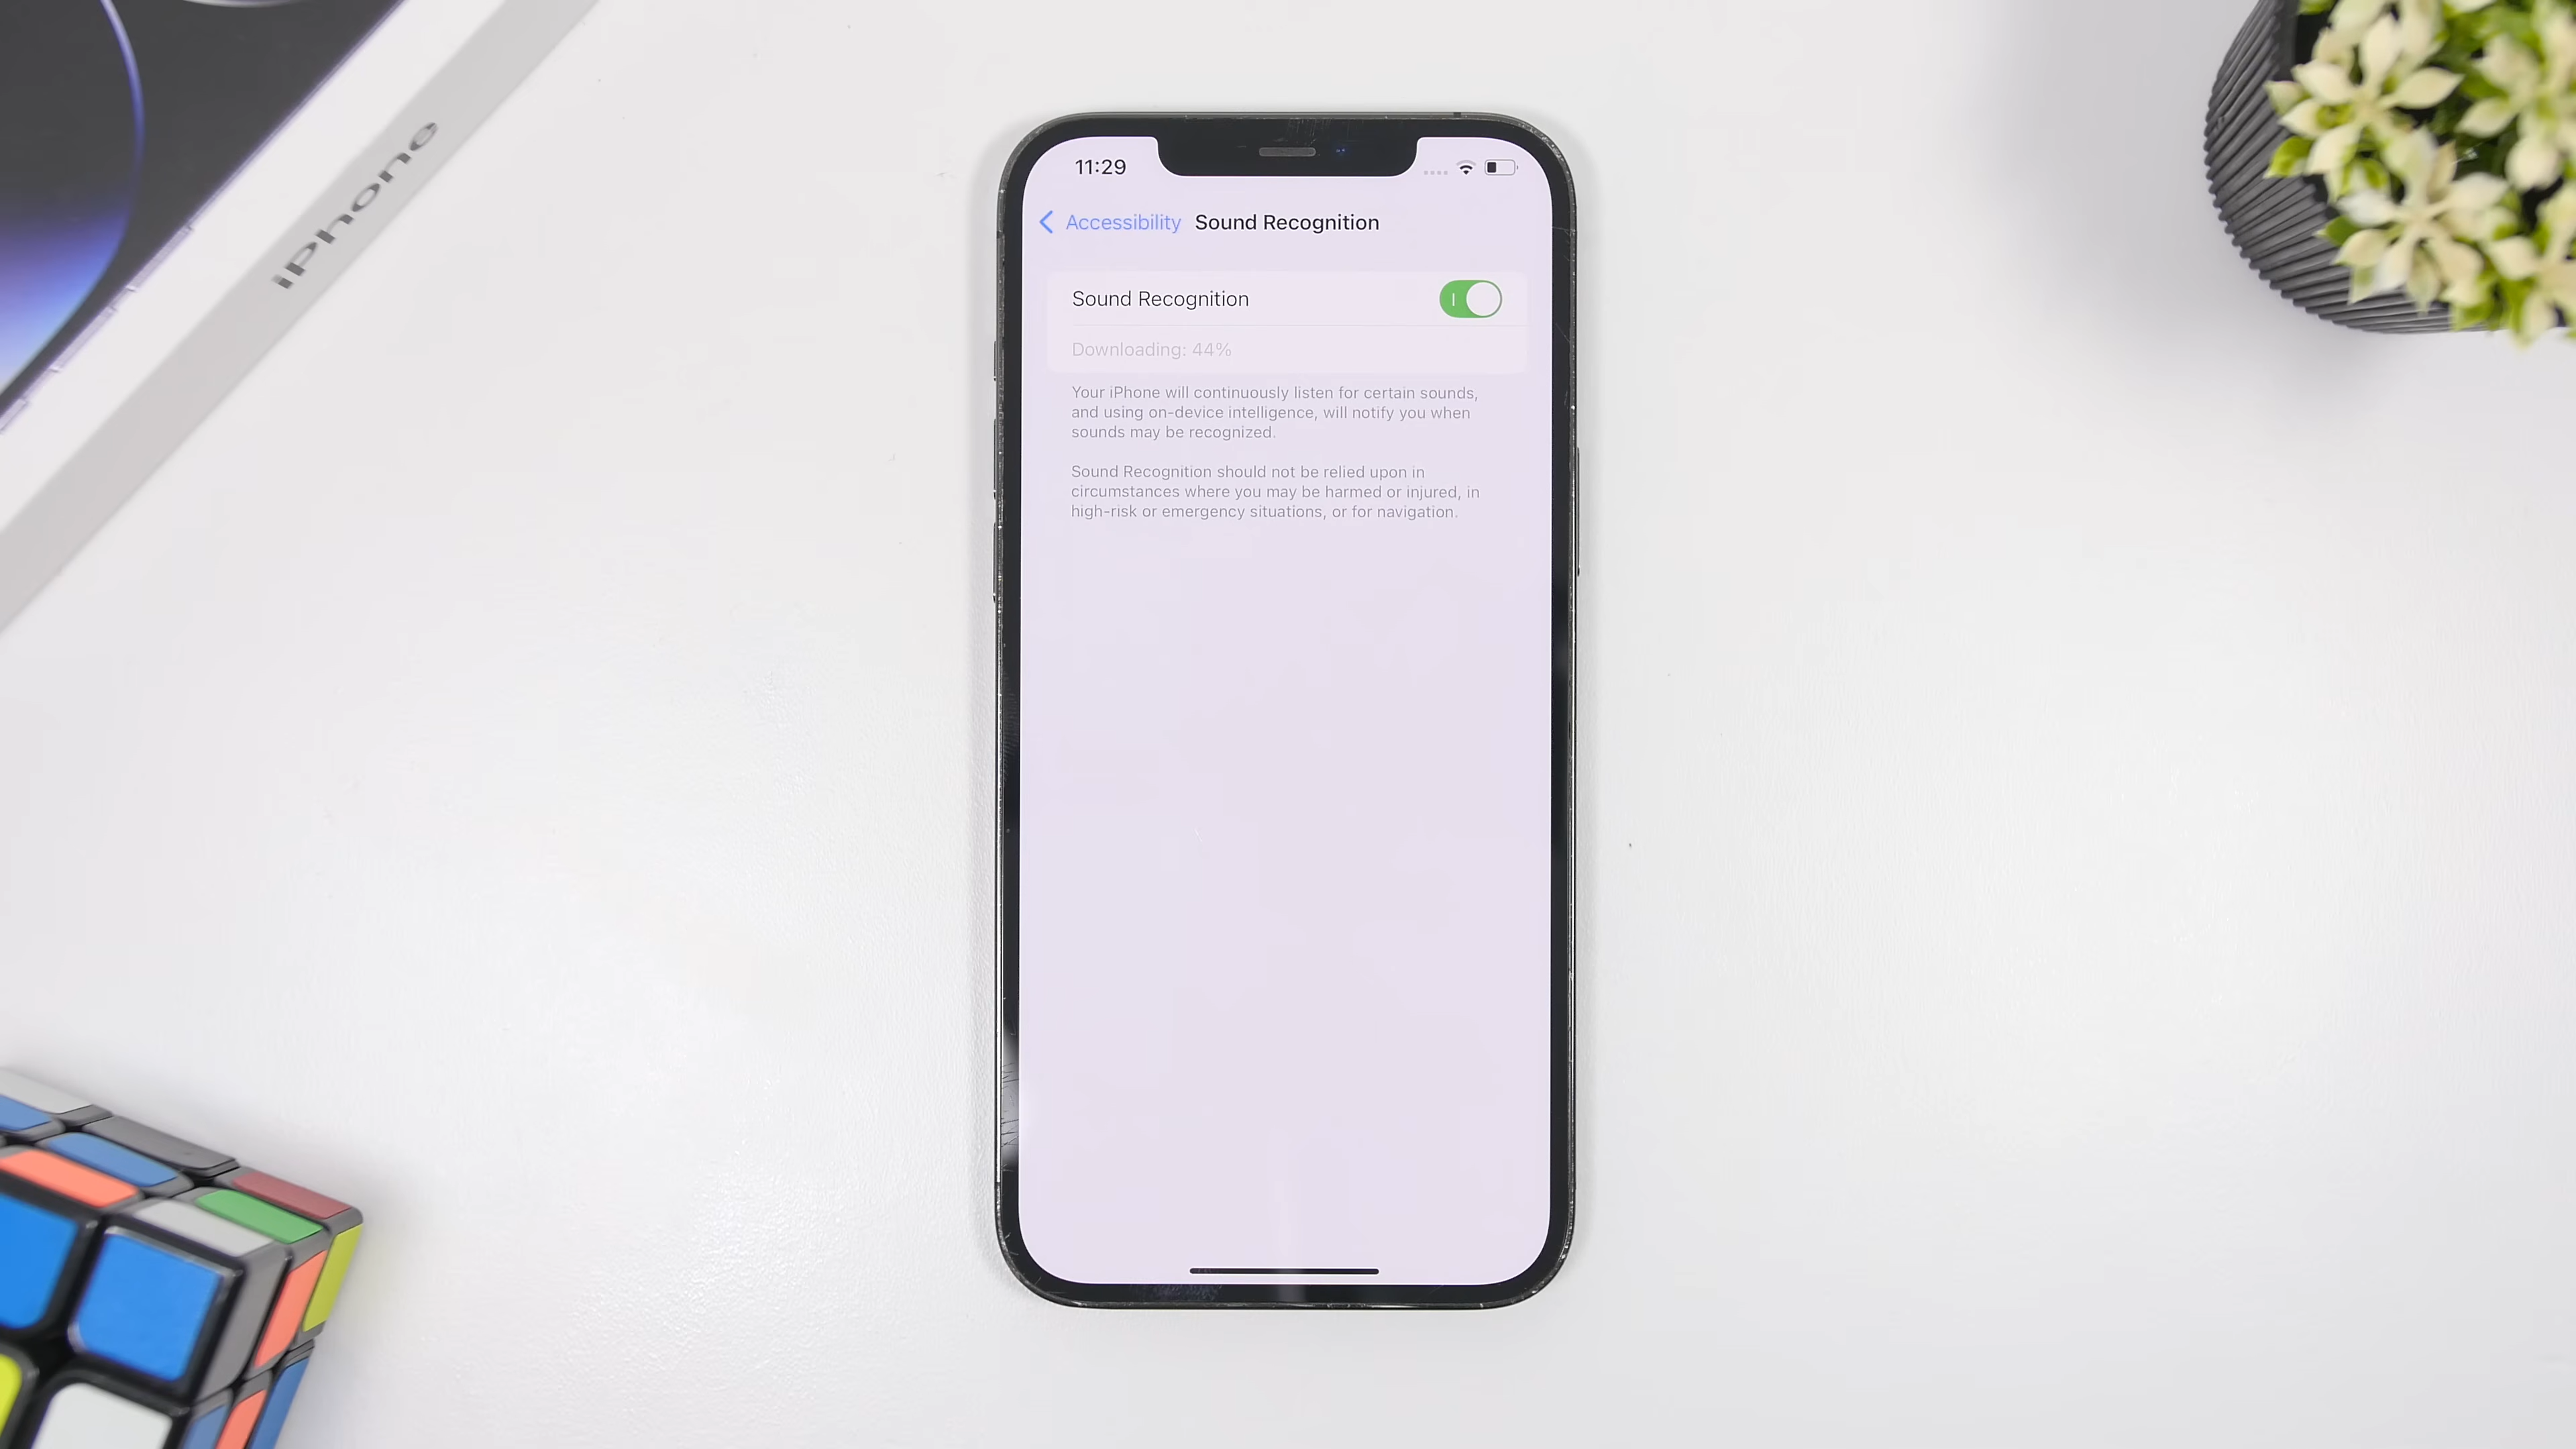 iPhone
11:29
Accessibility Sound Recognition
Sound Recognition
Downloading: 44%
Your iPhone will continuously listen for certain sounds,
and using on-device intelligence, will notify you when
sounds may be recognized.
Sound Recognition should not be relied upon in
circumstances where you may be harmed or injured, in
high-risk or emergency situations, or for navigation.